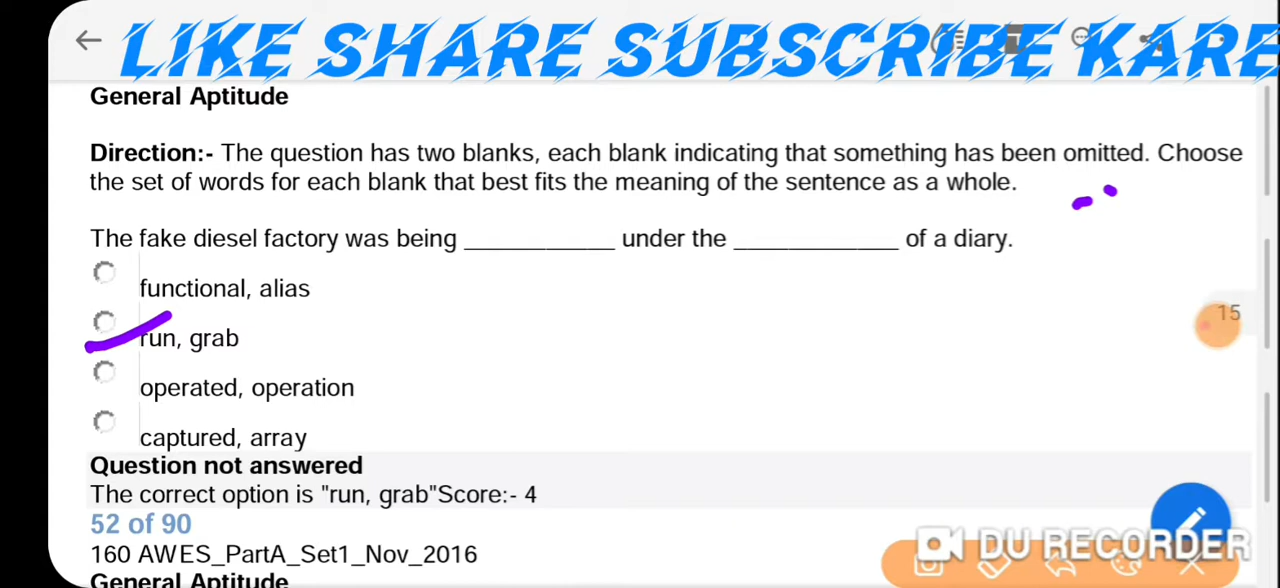 LIKE SHARE SUBSCRIBE KARE
General Aptitude
Direction:- The question has two blanks, each blank indicating that something has been omitted. Choose
the set of words for each blank that best fits the meaning of the sentence as a whole.
The fake diesel factory was being ____________ under the _____________ of a diary.
15
functional, alias
run, grab
operated, operation
captured, array
Question not answered
The correct option is "run, grab"Score:- 4
52 of 90
DU RECORDER
160 AWES_PartA_Set1_Nov_2016
General Aptitude